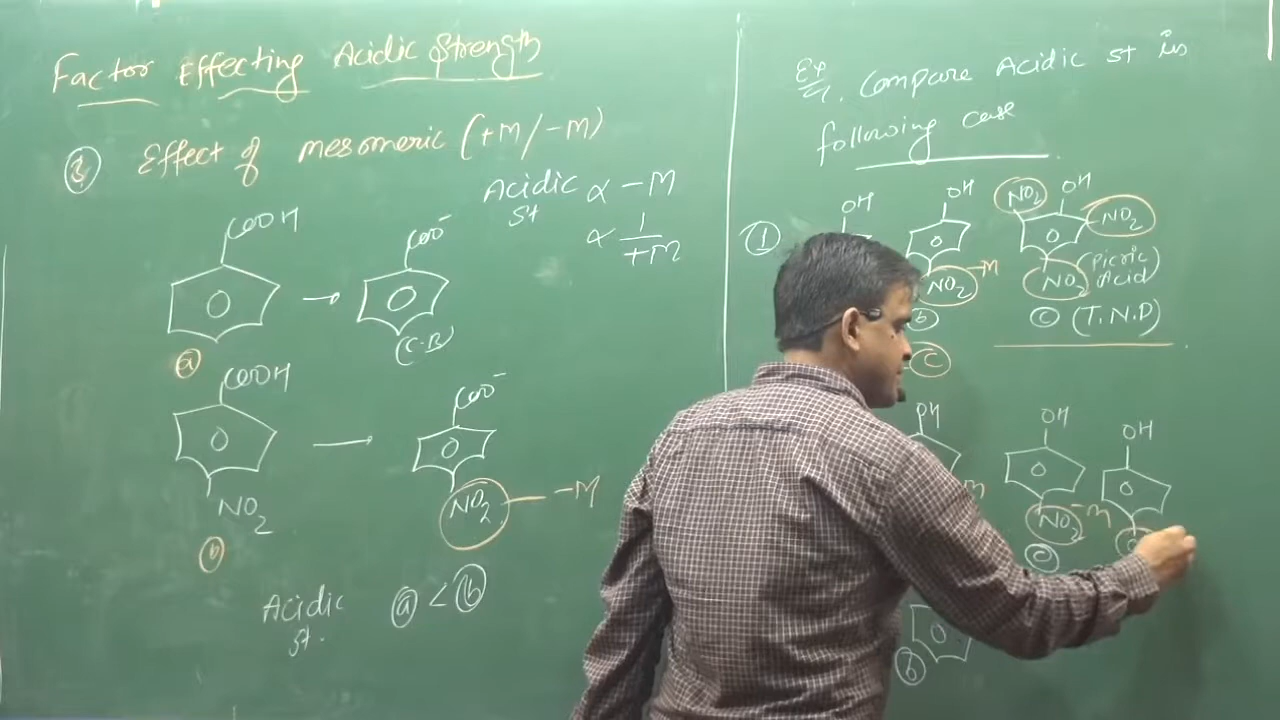 Factor Effecting Acidic Strength
3 Effect of mesomeric (+M/-M)
Acidic St ∝ -M
∝ 1/+M
COOH
COO⁻
a
(C-B)
COOH
COO⁻
NO2
NO2 -M
b
Acidic St. a < b
Ex 1. Compare Acidic st is
following case
1
OH
OH
OH
NO2
NO2
NO2 -M
NO2
(Picric Acid)
b
c (T.N.P)
c
OH
OH
OH
m
NO2 -M
c
b